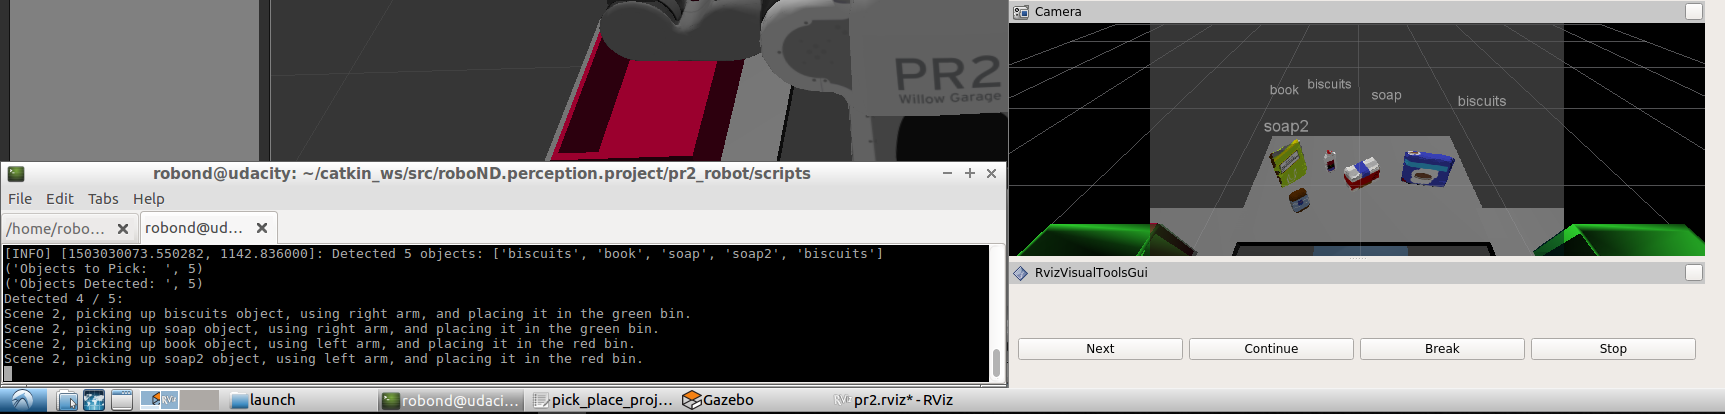 PR2
Willow Garage
robond@udacity: ~/catkin_ws/src/roboND.perception.project/pr2_robot/scripts
File Edit Tabs Help
/home/robo...
robond@ud...
[INFO] [1503030073.550282, 1142.836000]: Detected 5 objects: ['biscuits', 'book', 'soap', 'soap2', 'biscuits']
('Objects to Pick:  ', 5)
('Objects Detected: ', 5)
Detected 4 / 5:
Scene 2, picking up biscuits object, using right arm, and placing it in the green bin.
Scene 2, picking up soap object, using right arm, and placing it in the green bin.
Scene 2, picking up book object, using left arm, and placing it in the red bin.
Scene 2, picking up soap2 object, using left arm, and placing it in the red bin.
Camera
book biscuits soap biscuits
soap2
RvizVisualToolsGui
Next Continue Break Stop
RViz launch robond@udaci... pick_place_proj... Gazebo RViz pr2.rviz* - RViz